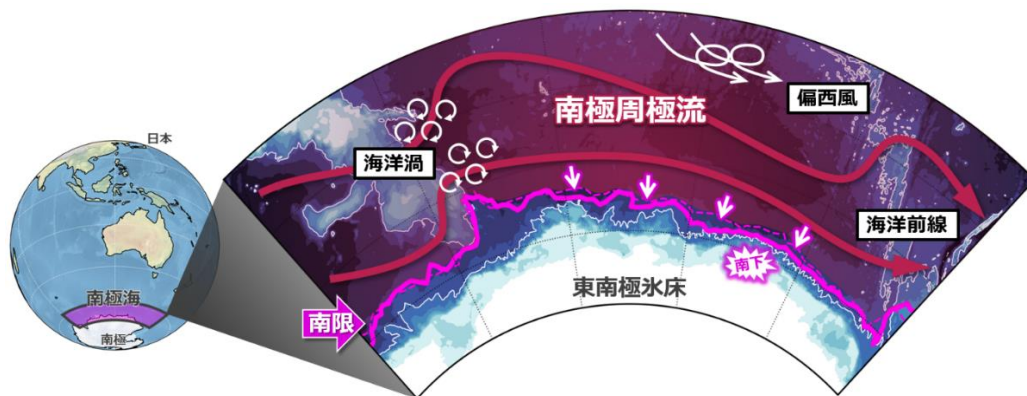 日本
南極海
南極
偏西風
南極周極流
海洋渦
海洋前線
南下
東南極氷床
南限